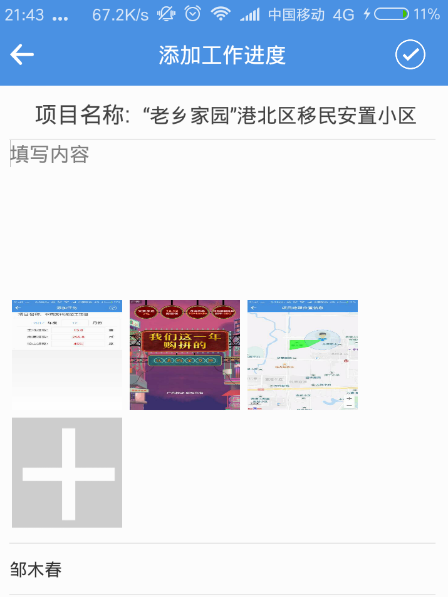 21:43 ... 67.2K/s 中国移动 4G 11%
添加工作进度
项目名称: “老乡家园”港北区移民安置小区
填写内容
我们这一年
购拼的
邹木春